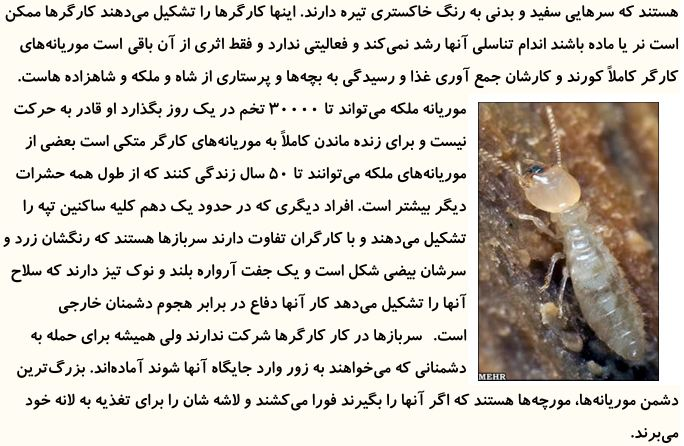 هستند که سرهایی سفید و بدنی به رنگ خاکستری تیره دارند. اینها کارگرها را تشکیل می‌دهند کارگرها ممکن
است نر یا ماده باشند اندام تناسلی آنها رشد نمی‌کند و فعالیتی ندارد و فقط اثری از آن باقی است موریانه‌های
کارگر کاملاً کورند و کارشان جمع آوری غذا و رسیدگی به بچه‌ها و پرستاری از شاه و ملکه و شاهزاده هاست.
موریانه ملکه می‌تواند تا ۳۰۰۰۰ تخم در یک روز بگذارد او قادر به حرکت
نیست و برای زنده ماندن کاملاً به موریانه‌های کارگر متکی است بعضی از
موریانه‌های ملکه می‌توانند تا ۵۰ سال زندگی کنند که از طول همه حشرات
دیگر بیشتر است. افراد دیگری که در حدود یک دهم کلیه ساکنین تپه را
تشکیل می‌دهند و با کارگران تفاوت دارند سربازها هستند که رنگشان زرد و
سرشان بیضی شکل است و یک جفت آرواره بلند و نوک تیز دارند که سلاح
آنها را تشکیل می‌دهد کار آنها دفاع در برابر هجوم دشمنان خارجی
است. سربازها در کار کارگرها شرکت ندارند ولی همیشه برای حمله به
دشمنانی که می‌خواهند به زور وارد جایگاه آنها شوند آماده‌اند. بزرگ‌ترین
دشمن موریانه‌ها، مورچه‌ها هستند که اگر آنها را بگیرند فورا می‌کشند و لاشه شان را برای تغذیه به لانه خود
می‌برند.
MEHR